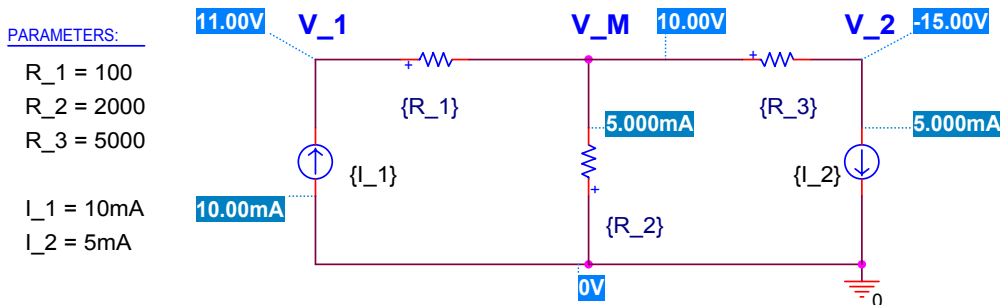 11.00V V_1 V_M 10.00V V_2 -15.00V
PARAMETERS:
R_1 = 100
R_2 = 2000
R_3 = 5000
I_1 = 10mA
I_2 = 5mA
+ +
{R_1} {R_3}
5.000mA 5.000mA
{I_1} {I_2}
+
10.00mA
{R_2}
0V
0